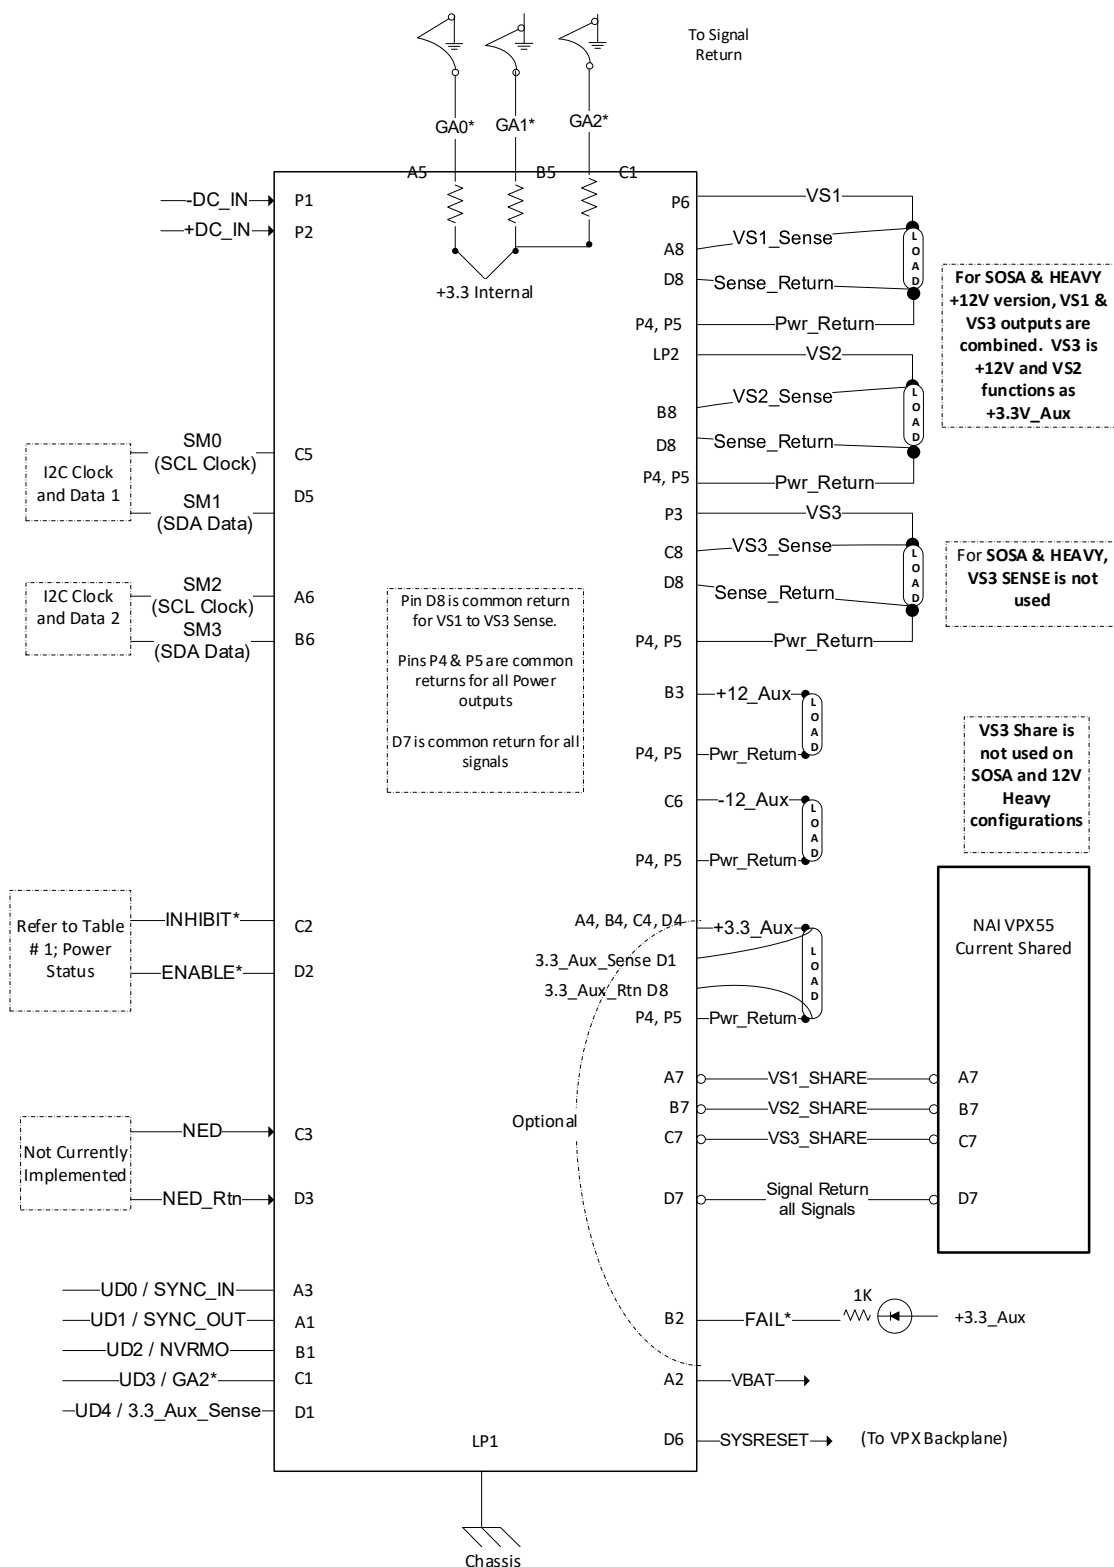 To Signal
Return
GA0*
GA1*
GA2*
A5
B5
C1
+3.3 Internal
-DC_IN
P1
+DC_IN
P2
I2C Clock
and Data 1
SM0
(SCL Clock)
C5
SM1
(SDA Data)
D5
I2C Clock
and Data 2
SM2
(SCL Clock)
A6
SM3
(SDA Data)
B6
Pin D8 is common return
for VS1 to VS3 Sense.
Pins P4 & P5 are common
returns for all Power
outputs
D7 is common return for all
signals
Refer to Table
# 1; Power
Status
INHIBIT*
C2
ENABLE*
D2
Not Currently
Implemented
NED
C3
NED_Rtn
D3
UD0 / SYNC_IN
A3
UD1 / SYNC_OUT
A1
UD2 / NVRMO
B1
UD3 / GA2*
C1
UD4 / 3.3_Aux_Sense
D1
LP1
Chassis
P6
VS1
A8
VS1_Sense
D8
Sense_Return
P4, P5
Pwr_Return
LOAD
LP2
VS2
B8
VS2_Sense
D8
Sense_Return
P4, P5
Pwr_Return
LOAD
P3
VS3
C8
VS3_Sense
D8
Sense_Return
P4, P5
Pwr_Return
LOAD
For SOSA & HEAVY
+12V version, VS1 &
VS3 outputs are
combined. VS3 is
+12V and VS2
functions as
+3.3V_Aux
For SOSA & HEAVY,
VS3 SENSE is not
used
B3
+12_Aux
P4, P5
Pwr_Return
LOAD
C6
-12_Aux
P4, P5
Pwr_Return
LOAD
VS3 Share is
not used on
SOSA and 12V
Heavy
configurations
A4, B4, C4, D4
+3.3_Aux
3.3_Aux_Sense D1
3.3_Aux_Rtn D8
P4, P5
Pwr_Return
LOAD
Optional
NAI VPX55
Current Shared
A7
VS1_SHARE
A7
B7
VS2_SHARE
B7
C7
VS3_SHARE
C7
D7
Signal Return
all Signals
D7
B2
FAIL*
1K
+3.3_Aux
A2
VBAT
D6
SYSRESET
(To VPX Backplane)